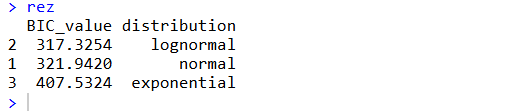 > rez
  BIC_value distribution
2  317.3254    lognormal
1  321.9420       normal
3  407.5324  exponential
>